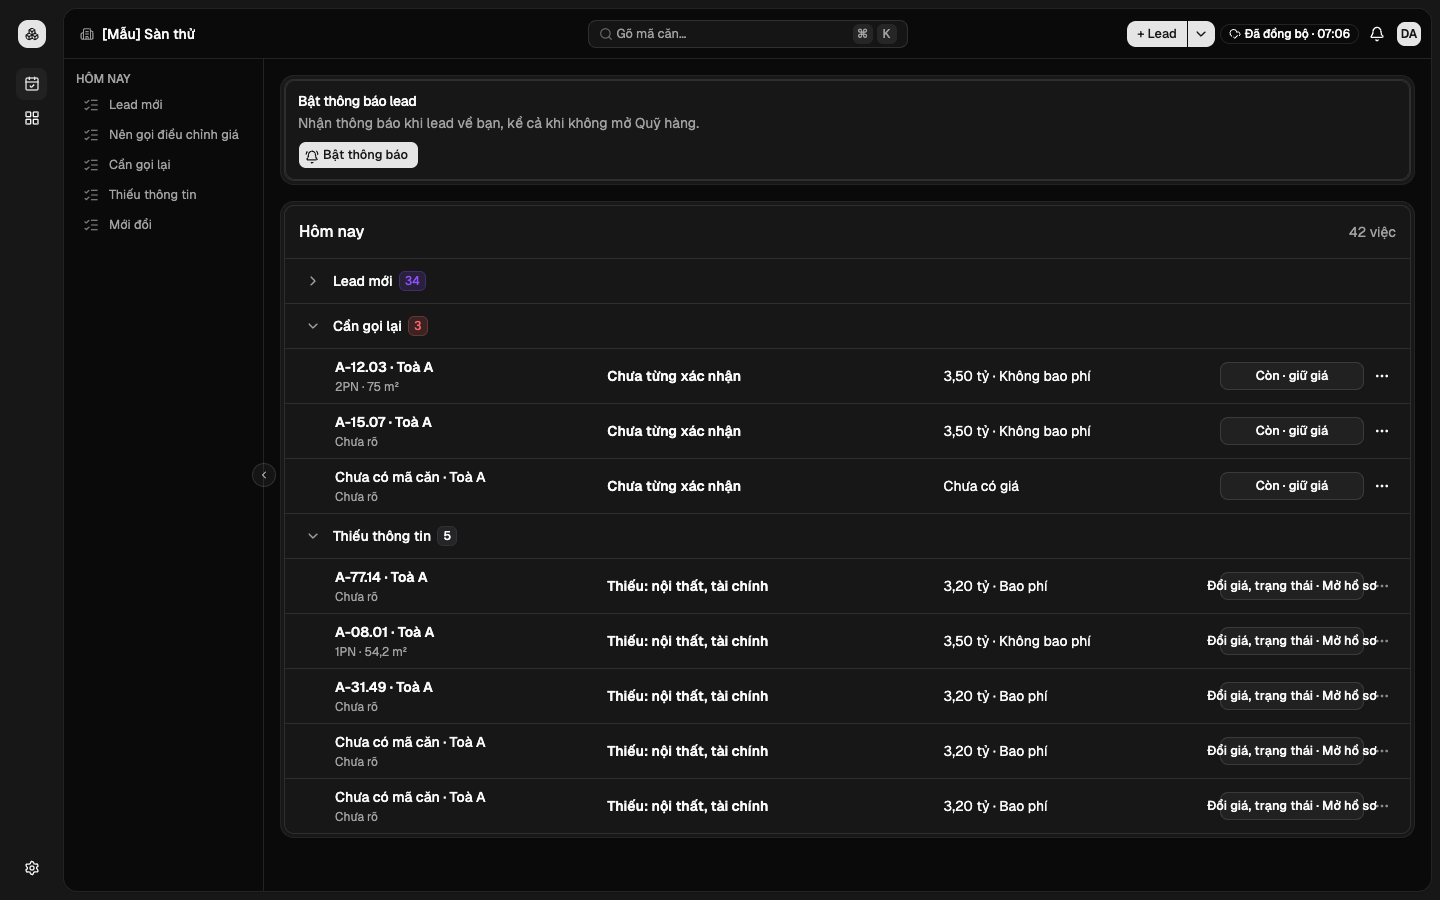 [Mẫu] Sàn thử
Gõ mã căn...
⌘ K
+ Lead
Đã đồng bộ · 07:06
DA
HÔM NAY
Lead mới
Nên gọi điều chỉnh giá
Cần gọi lại
Thiếu thông tin
Mới đổi
Bật thông báo lead
Nhận thông báo khi lead về bạn, kể cả khi không mở Quỹ hàng.
Bật thông báo
Hôm nay
42 việc
Lead mới 34
Cần gọi lại 3
A-12.03 · Toà A
2PN · 75 m²
Chưa từng xác nhận
3,50 tỷ · Không bao phí
Còn · giữ giá
A-15.07 · Toà A
Chưa rõ
Chưa từng xác nhận
3,50 tỷ · Không bao phí
Còn · giữ giá
Chưa có mã căn · Toà A
Chưa rõ
Chưa từng xác nhận
Chưa có giá
Còn · giữ giá
Thiếu thông tin 5
A-77.14 · Toà A
Chưa rõ
Thiếu: nội thất, tài chính
3,20 tỷ · Bao phí
Đổi giá, trạng thái · Mở hồ sơ
A-08.01 · Toà A
1PN · 54,2 m²
Thiếu: nội thất, tài chính
3,50 tỷ · Không bao phí
Đổi giá, trạng thái · Mở hồ sơ
A-31.49 · Toà A
Chưa rõ
Thiếu: nội thất, tài chính
3,20 tỷ · Bao phí
Đổi giá, trạng thái · Mở hồ sơ
Chưa có mã căn · Toà A
Chưa rõ
Thiếu: nội thất, tài chính
3,20 tỷ · Bao phí
Đổi giá, trạng thái · Mở hồ sơ
Chưa có mã căn · Toà A
Chưa rõ
Thiếu: nội thất, tài chính
3,20 tỷ · Bao phí
Đổi giá, trạng thái · Mở hồ sơ